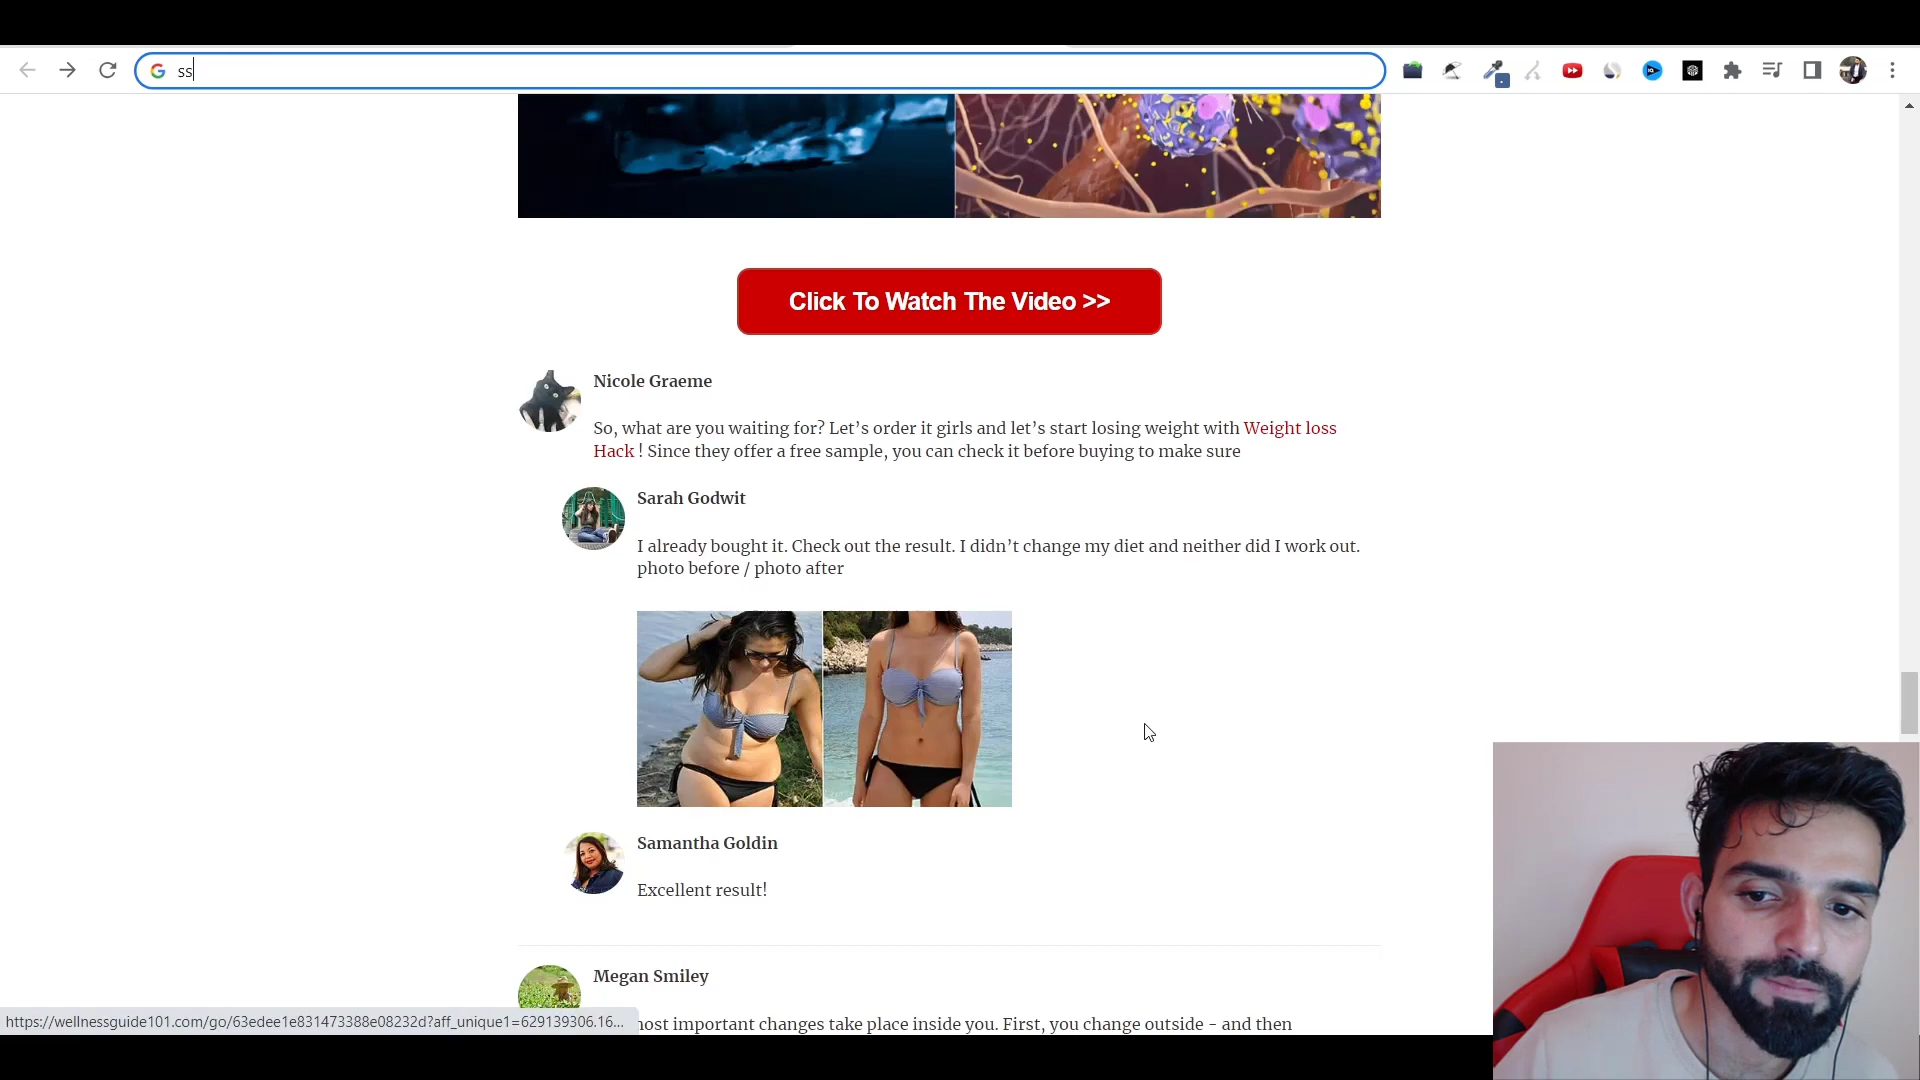 ss
Click To Watch The Video >>
Nicole Graeme
So, what are you waiting for? Let’s order it girls and let’s start losing weight with Weight loss
Hack ! Since they offer a free sample, you can check it before buying to make sure
Sarah Godwit
I already bought it. Check out the result. I didn’t change my diet and neither did I work out.
photo before / photo after
Samantha Goldin
Excellent result!
Megan Smiley
most important changes take place inside you. First, you change outside - and then
https://wellnessguide101.com/go/63edee1e831473388e08232d?aff_unique1=629139306.16...